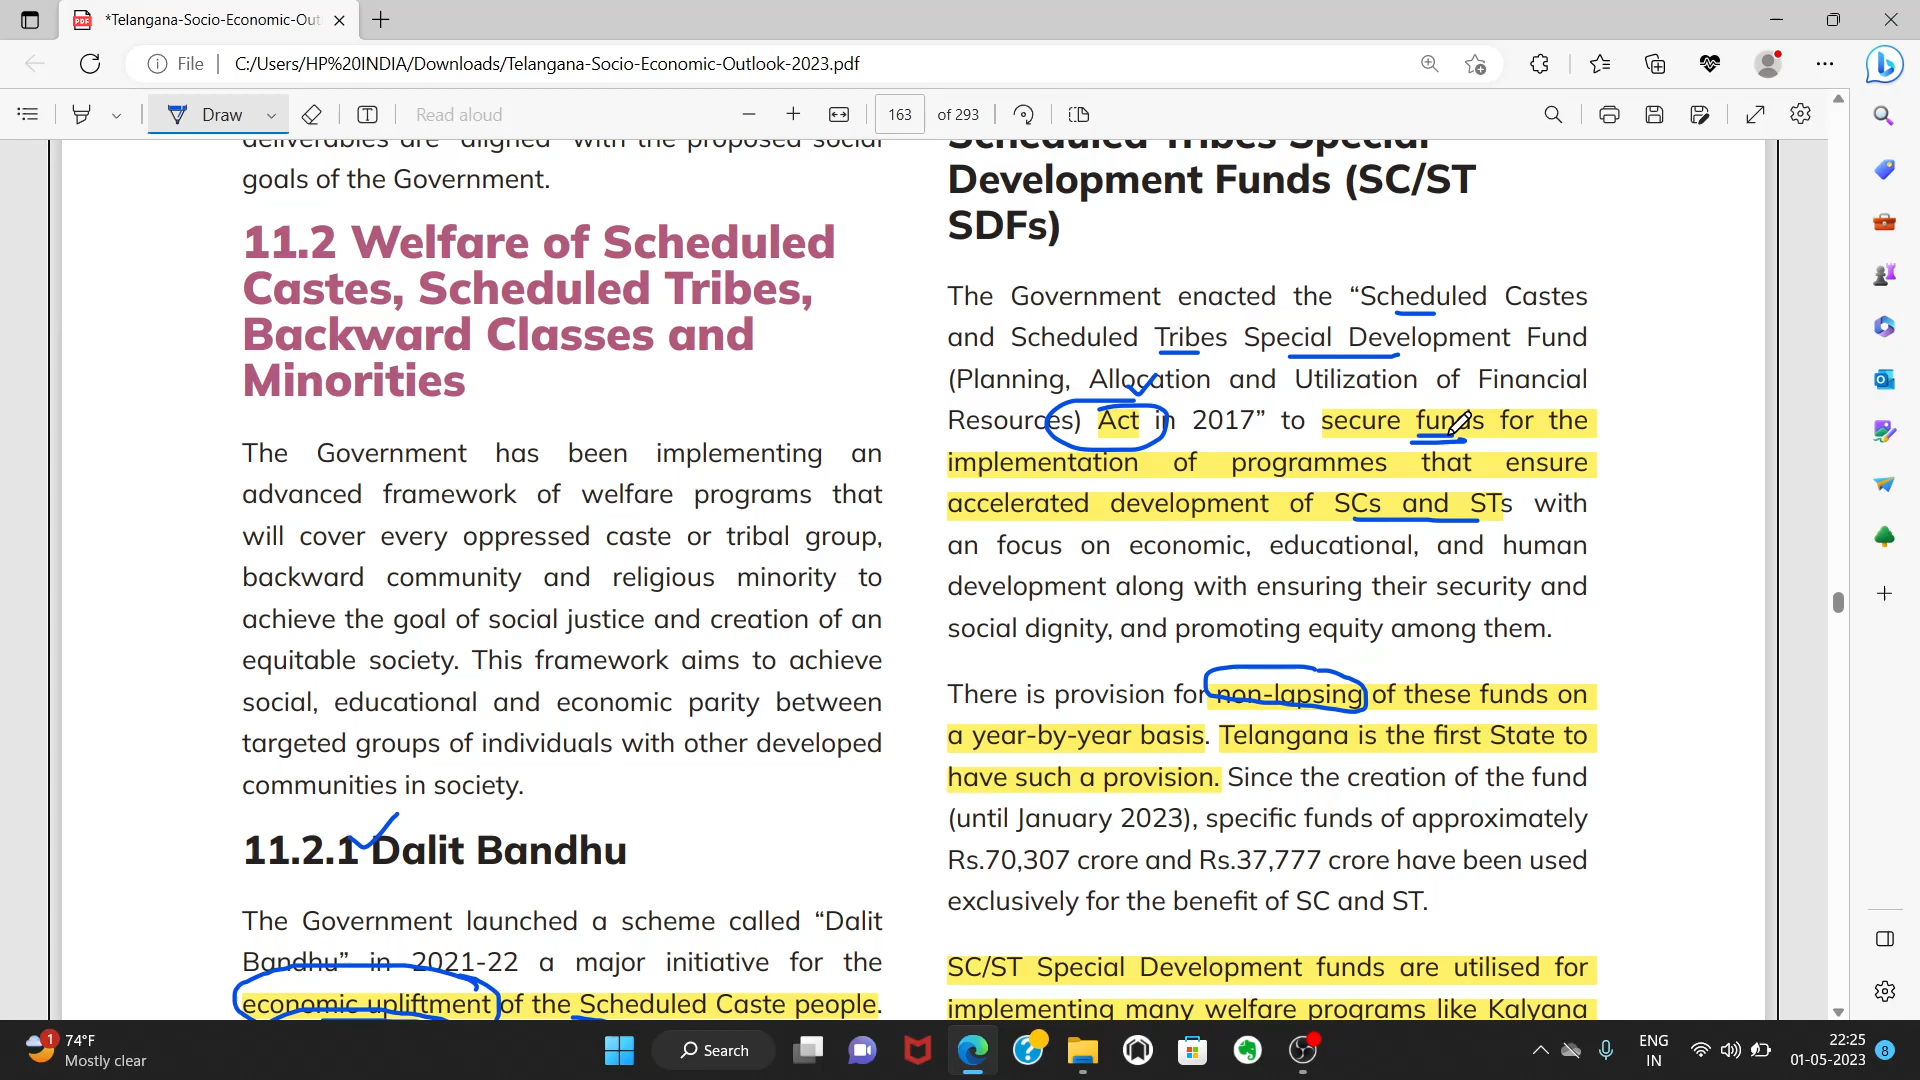 *Telangana-Socio-Economic-Out
File
C:/Users/HP%20INDIA/Downloads/Telangana-Socio-Economic-Outlook-2023.pdf
Draw
Read aloud
163
of 293
deliverables are aligned with the proposed social
goals of the Government.
11.2 Welfare of Scheduled
Castes, Scheduled Tribes,
Backward Classes and
Minorities
The Government has been implementing an
advanced framework of welfare programs that
will cover every oppressed caste or tribal group,
backward community and religious minority to
achieve the goal of social justice and creation of an
equitable society. This framework aims to achieve
social, educational and economic parity between
targeted groups of individuals with other developed
communities in society.
11.2.1 Dalit Bandhu
The Government launched a scheme called “Dalit
Bandhu” in 2021-22 a major initiative for the
economic upliftment of the Scheduled Caste people.
Scheduled Tribes Special
Development Funds (SC/ST
SDFs)
The Government enacted the “Scheduled Castes
and Scheduled Tribes Special Development Fund
(Planning, Allocation and Utilization of Financial
Resources) Act in 2017” to secure funds for the
implementation of programmes that ensure
accelerated development of SCs and STs with
an focus on economic, educational, and human
development along with ensuring their security and
social dignity, and promoting equity among them.
There is provision for non-lapsing of these funds on
a year-by-year basis. Telangana is the first State to
have such a provision. Since the creation of the fund
(until January 2023), specific funds of approximately
Rs.70,307 crore and Rs.37,777 crore have been used
exclusively for the benefit of SC and ST.
SC/ST Special Development funds are utilised for
implementing many welfare programs like Kalyana
1
74°F
Mostly clear
Search
ENG
IN
22:25
01-05-2023
8